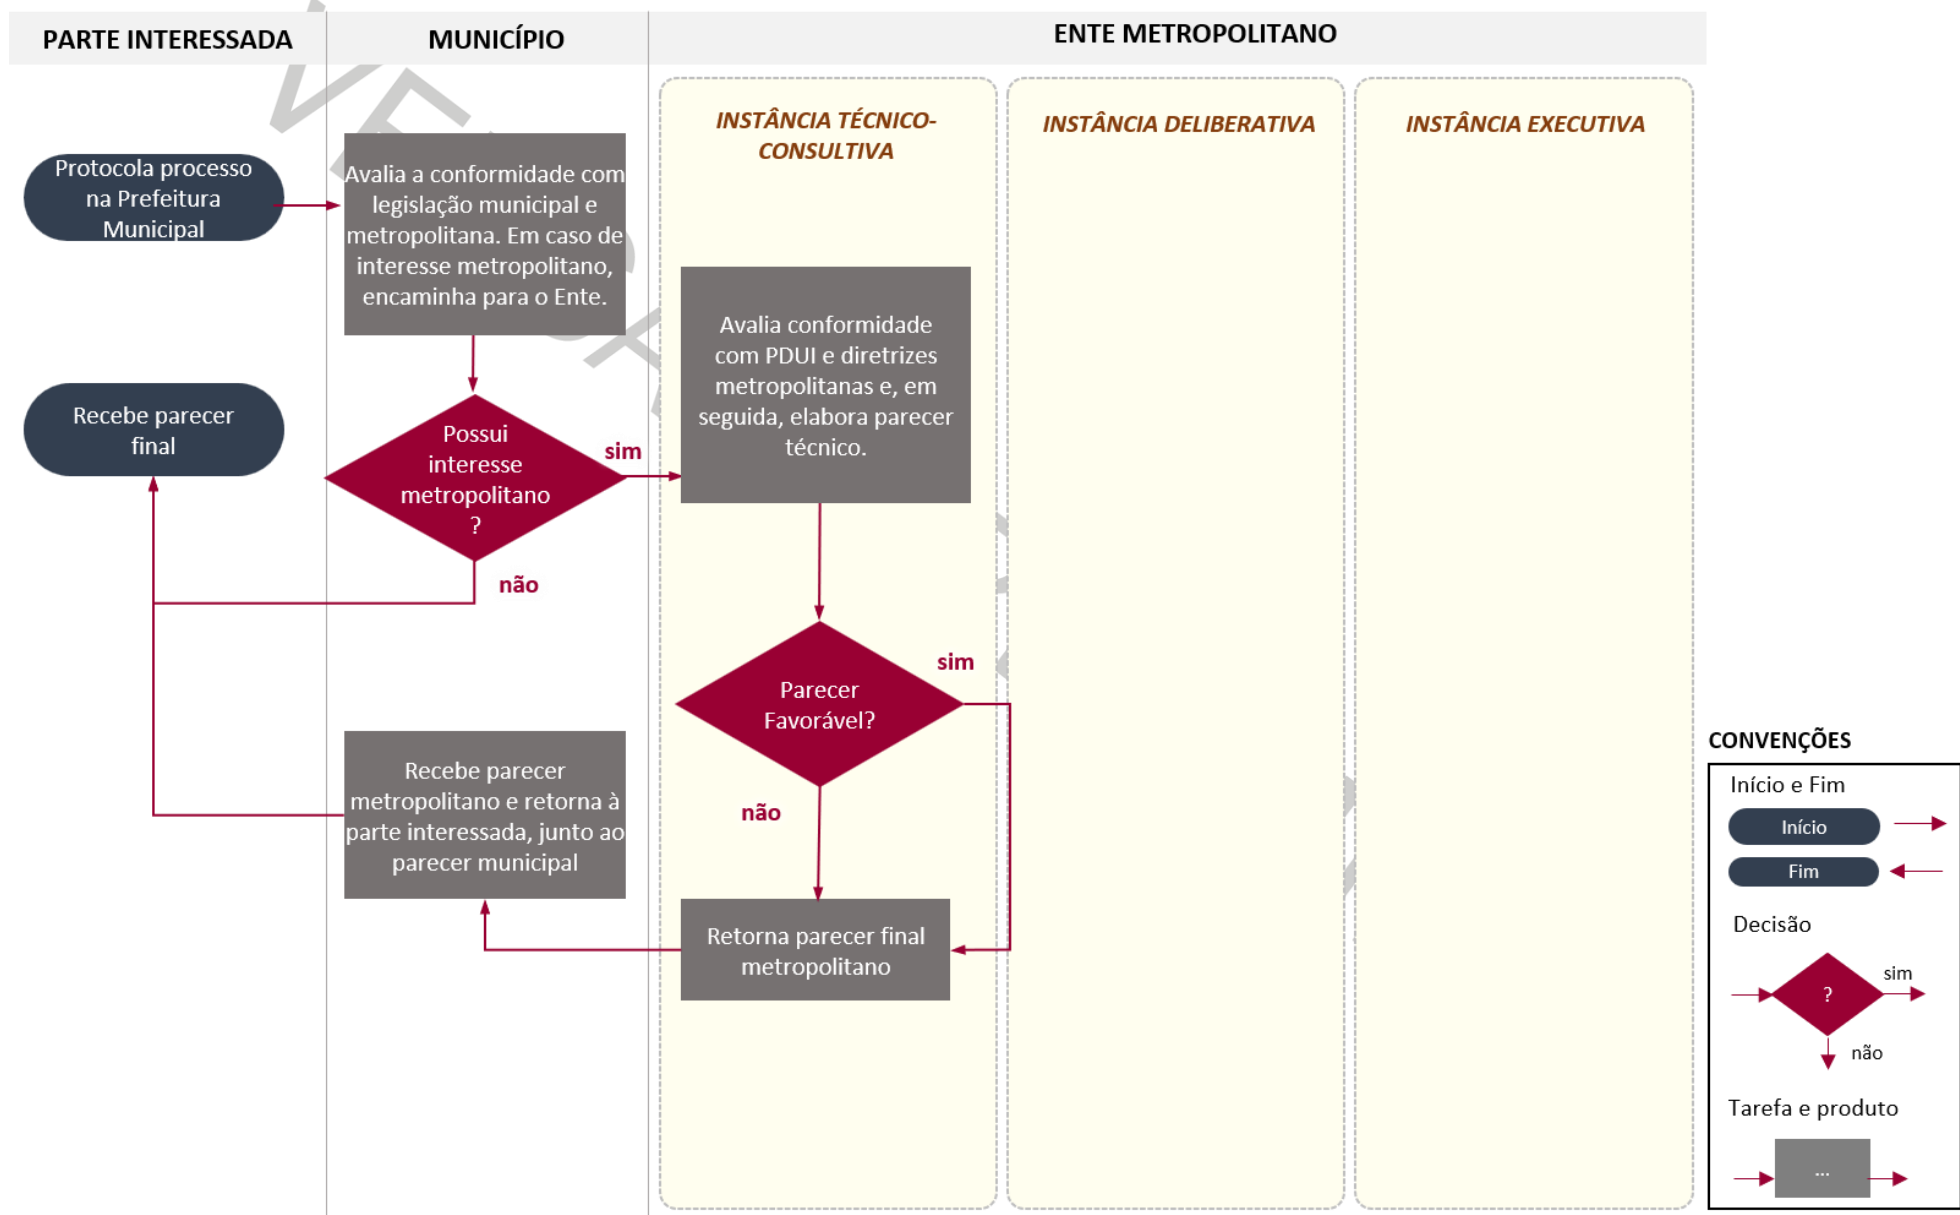 PARTE INTERESSADA
MUNICÍPIO
ENTE METROPOLITANO
INSTÂNCIA TÉCNICO-
CONSULTIVA
INSTÂNCIA DELIBERATIVA
INSTÂNCIA EXECUTIVA
Protocola processo
na Prefeitura
Municipal
Avalia a conformidade com
legislação municipal e
metropolitana. Em caso de
interesse metropolitano,
encaminha para o Ente.
Avalia conformidade
com PDUI e diretrizes
metropolitanas e, em
seguida, elabora parecer
técnico.
Recebe parecer
final
Possui
interesse
metropolitano
?
sim
não
Parecer
Favorável?
sim
não
Recebe parecer
metropolitano e retorna à
parte interessada, junto ao
parecer municipal
Retorna parecer final
metropolitano
CONVENÇÕES
Início e Fim
Início
Fim
Decisão
?
sim
não
Tarefa e produto
...